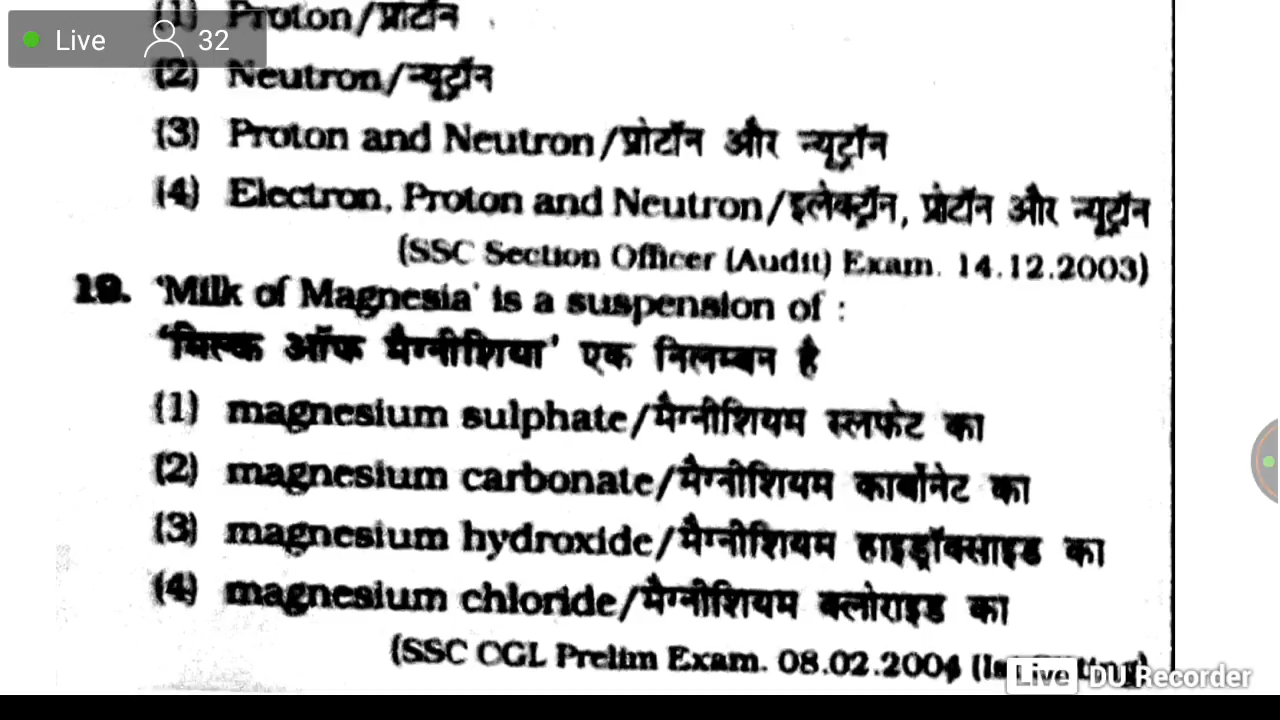 Live 32
(1) Proton/प्रोटॉन
(2) Neutron/न्यूट्रॉन
(3) Proton and Neutron/प्रोटॉन और न्यूट्रॉन
(4) Electron, Proton and Neutron/इलेक्ट्रॉन, प्रोटॉन और न्यूट्रॉन
(SSC Section Officer (Audit) Exam. 14.12.2003)
19. 'Milk of Magnesia' is a suspension of :
'मिल्क ऑफ मैग्नीशिया' एक निलम्बन है
(1) magnesium sulphate/मैग्नीशियम स्लफेट का
(2) magnesium carbonate/मैग्नीशियम कार्बोनेट का
(3) magnesium hydroxide/मैग्नीशियम हाइड्रॉक्साइड का
(4) magnesium chloride/मैग्नीशियम क्लोराइड का
(SSC CGL Prelim Exam. 08.02.2004
Live DU Recorder